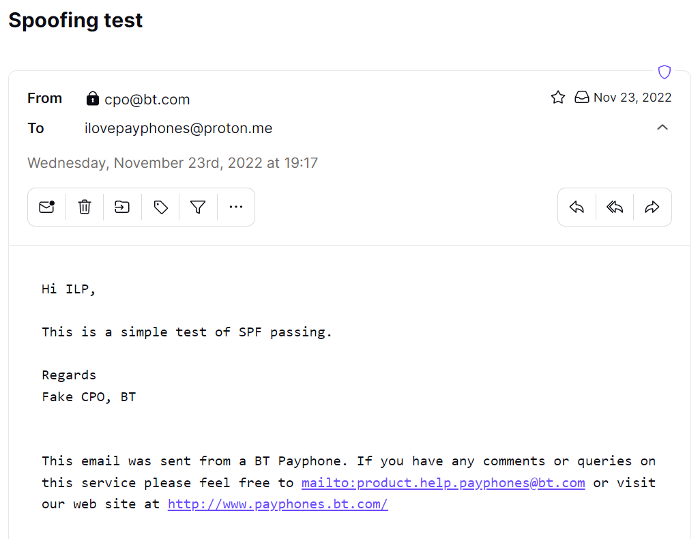 Spoofing test
From cpo@bt.com Nov 23, 2022
To ilovepayphones@proton.me
Wednesday, November 23rd, 2022 at 19:17
Hi ILP,
This is a simple test of SPF passing.
Regards
Fake CPO, BT
This email was sent from a BT Payphone. If you have any comments or queries on
this service please feel free to mailto:product.help.payphones@bt.com or visit
our web site at http://www.payphones.bt.com/